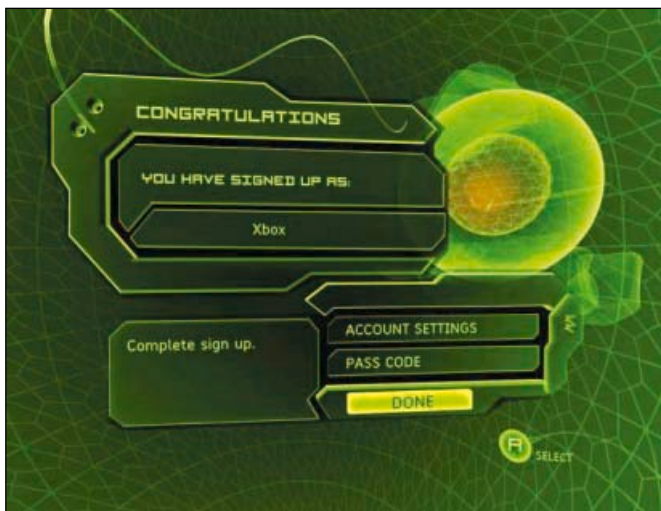 CONGRATULATIONS
YOU HAVE SIGNED UP AS:
Xbox
Complete sign up.
ACCOUNT SETTINGS
PASS CODE
DONE
A SELECT